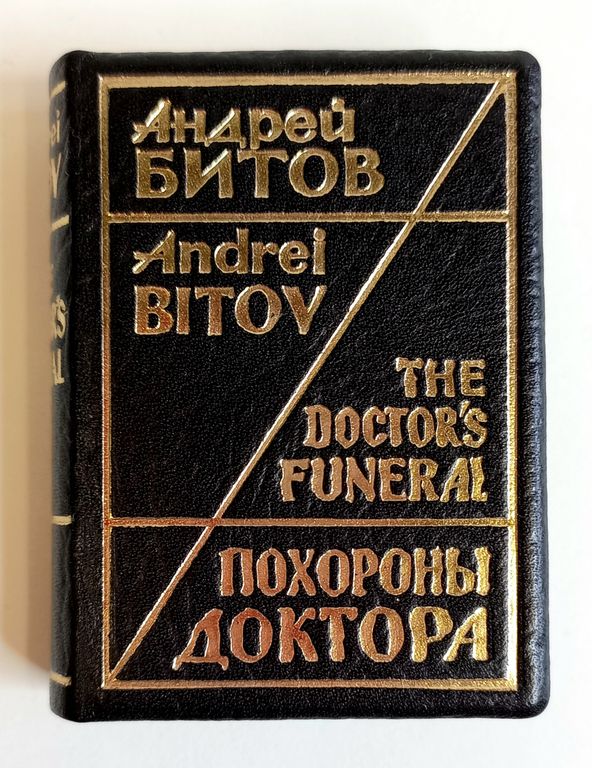 Андрей
БИТОВ
Andrei
BITOV
THE
DOCTOR'S
FUNERAL
ПОХОРОНЫ
ДОКТОРА